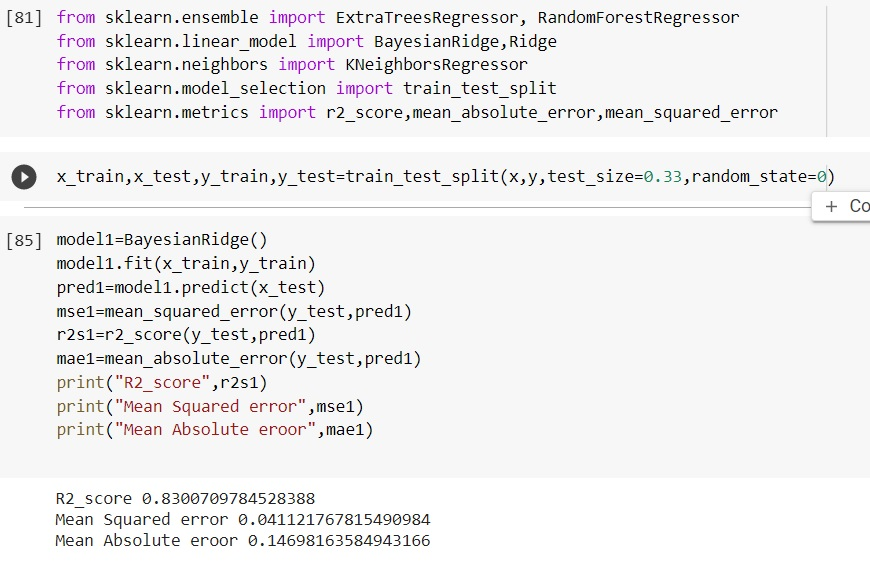 [81] from sklearn.ensemble import ExtraTreesRegressor, RandomForestRegressor
from sklearn.linear_model import BayesianRidge,Ridge
from sklearn.neighbors import KNeighborsRegressor
from sklearn.model_selection import train_test_split
from sklearn.metrics import r2_score,mean_absolute_error,mean_squared_error
x_train,x_test,y_train,y_test=train_test_split(x,y,test_size=0.33,random_state=0)
+ Co
[85] model1=BayesianRidge()
model1.fit(x_train,y_train)
pred1=model1.predict(x_test)
mse1=mean_squared_error(y_test,pred1)
r2s1=r2_score(y_test,pred1)
mae1=mean_absolute_error(y_test,pred1)
print("R2_score",r2s1)
print("Mean Squared error",mse1)
print("Mean Absolute eroor",mae1)
R2_score 0.8300709784528388
Mean Squared error 0.041121767815490984
Mean Absolute eroor 0.14698163584943166